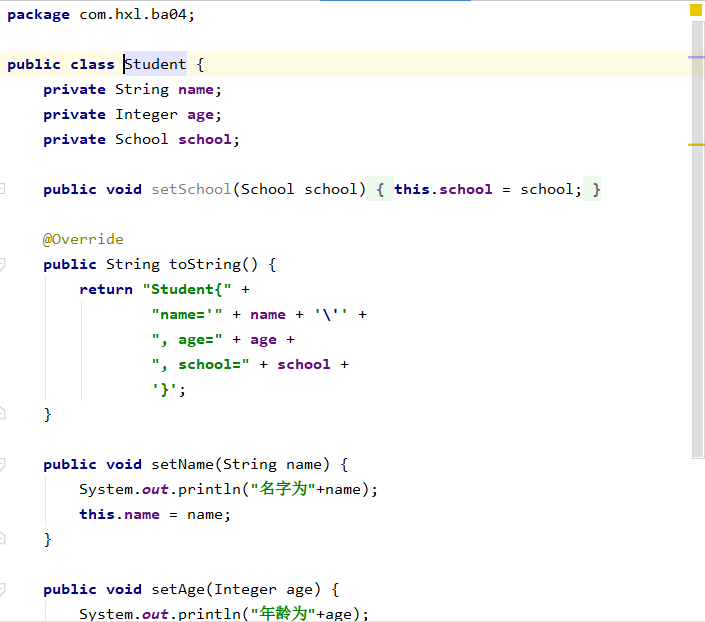 package com.hxl.ba04;
public class Student {
    private String name;
    private Integer age;
    private School school;
    public void setSchool(School school) { this.school = school; }
    @Override
    public String toString() {
        return "Student{" +
                "name='" + name + '\'' +
                ", age=" + age +
                ", school=" + school +
                '}';
    }
    public void setName(String name) {
        System.out.println("名字为"+name);
        this.name = name;
    }
    public void setAge(Integer age) {
        System.out.println("年龄为"+age);